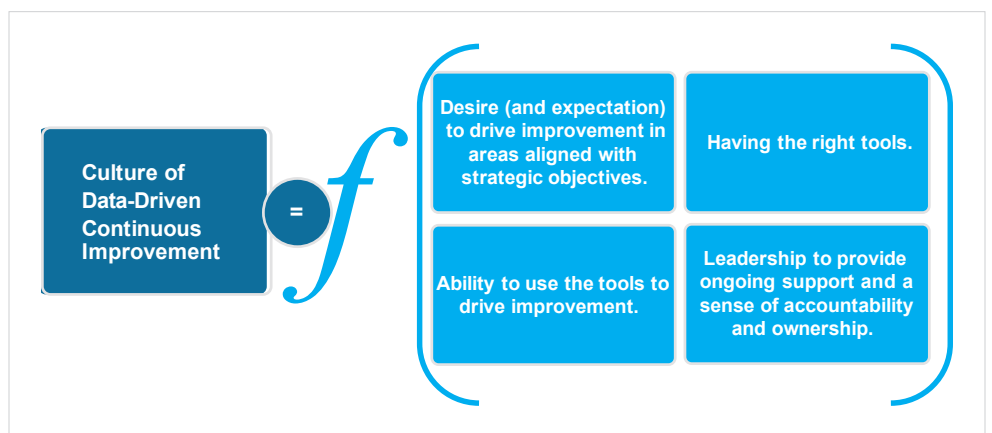 Culture of
Data-Driven
Continuous
Improvement
=
f
Desire (and expectation)
to drive improvement in
areas aligned with
strategic objectives.
Having the right tools.
Ability to use the tools to
drive improvement.
Leadership to provide
ongoing support and a
sense of accountability
and ownership.